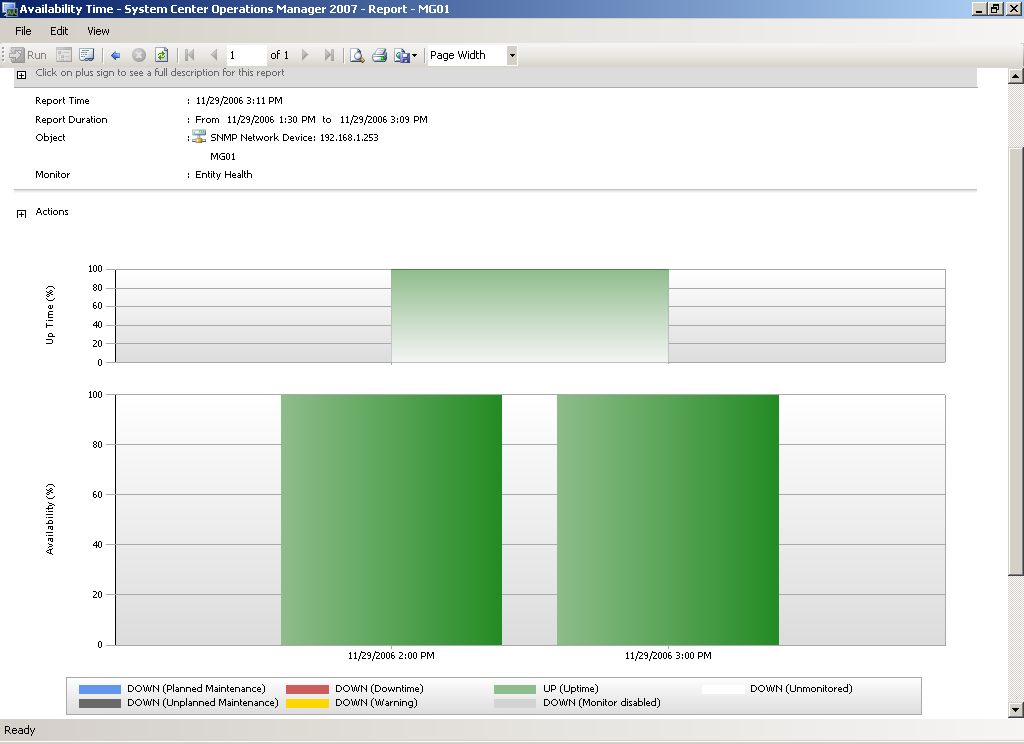 Availability Time - System Center Operations Manager 2007 - Report - MG01
File Edit View
Run 1 of 1 Page Width
Click on plus sign to see a full description for this report
Report Time : 11/29/2006 3:11 PM
Report Duration : From 11/29/2006 1:30 PM to 11/29/2006 3:09 PM
Object : SNMP Network Device: 192.168.1.253
MG01
Monitor : Entity Health
Actions
Up Time (%)
100
80
60
40
20
0
Availability (%)
100
80
60
40
20
0
11/29/2006 2:00 PM 11/29/2006 3:00 PM
DOWN (Planned Maintenance) DOWN (Downtime) UP (Uptime) DOWN (Unmonitored)
DOWN (Unplanned Maintenance) DOWN (Warning) DOWN (Monitor disabled)
Ready